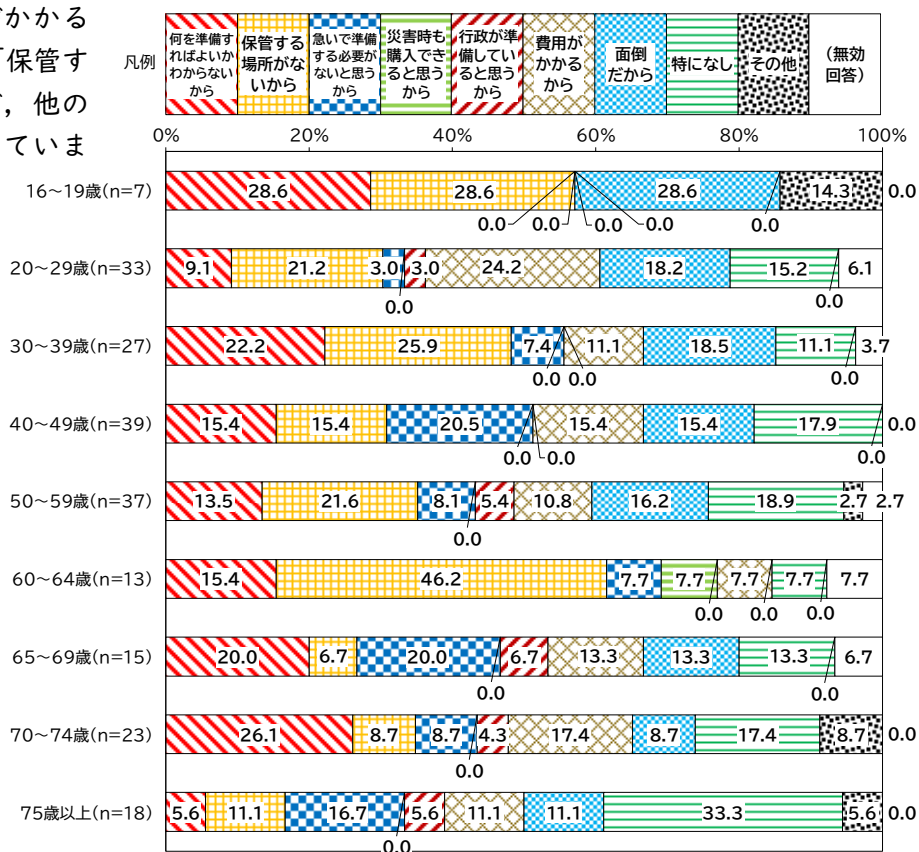 がかかる
「保管す
で，他の
ていま
凡例
何を準備すればよいかわからないから
保管する場所がないから
急いで準備する必要がないと思うから
災害時も購入できると思うから
行政が準備していると思うから
費用がかかるから
面倒だから
特になし
その他
(無効回答)
0% 20% 40% 60% 80% 100%
16～19歳(n=7) 28.6 28.6 28.6 14.3 0.0
0.0 0.0 0.0 0.0 0.0
20～29歳(n=33) 9.1 21.2 3.0 3.0 24.2 18.2 15.2 6.1
0.0 0.0
30～39歳(n=27) 22.2 25.9 7.4 11.1 18.5 11.1 3.7
0.0 0.0 0.0
40～49歳(n=39) 15.4 15.4 20.5 15.4 15.4 17.9 0.0
0.0 0.0 0.0
50～59歳(n=37) 13.5 21.6 8.1 5.4 10.8 16.2 18.9 2.7 2.7
0.0
60～64歳(n=13) 15.4 46.2 7.7 7.7 7.7 7.7 7.7
0.0 0.0 0.0
65～69歳(n=15) 20.0 6.7 20.0 6.7 13.3 13.3 13.3 6.7
0.0 0.0
70～74歳(n=23) 26.1 8.7 8.7 4.3 17.4 8.7 17.4 8.7 0.0
0.0
75歳以上(n=18) 5.6 11.1 16.7 5.6 11.1 11.1 33.3 5.6 0.0
0.0